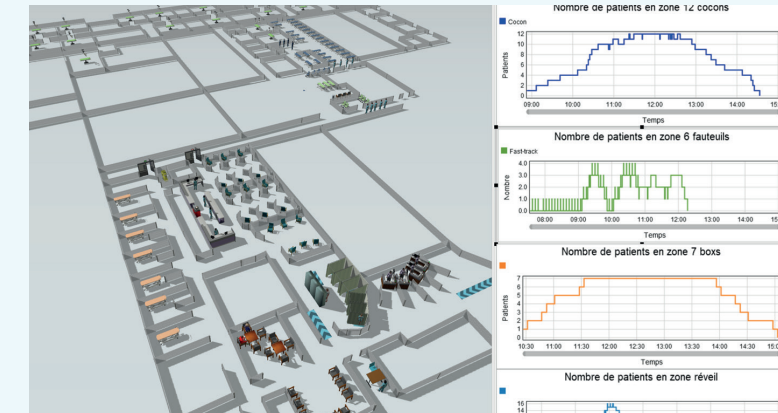 Nombre de patients en zone 12 cocons
Cocon
12
10
8
6
4
2
0
Patients
09:00 10:00 11:00 12:00 13:00 14:00 15
Temps
Nombre de patients en zone 6 fauteuils
Fast-track
4.0
3.0
2.0
1.0
0.0
Nombre
08:00 09:00 10:00 11:00 12:00 13:00 14:00 15
Temps
Nombre de patients en zone 7 boxs
7
6
5
4
3
2
1
0
Patients
10:30 11:00 11:30 12:00 12:30 13:00 13:30 14:00 14:30 15:0
Temps
Nombre de patients en zone réveil
16
14